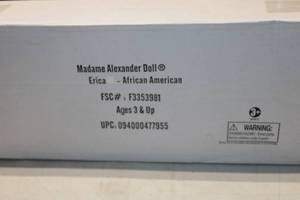 Madame Alexander Doll®
Erica - African American
FSC# : F3353981
Ages 3 & Up
UPC: 094000477955
WARNING: